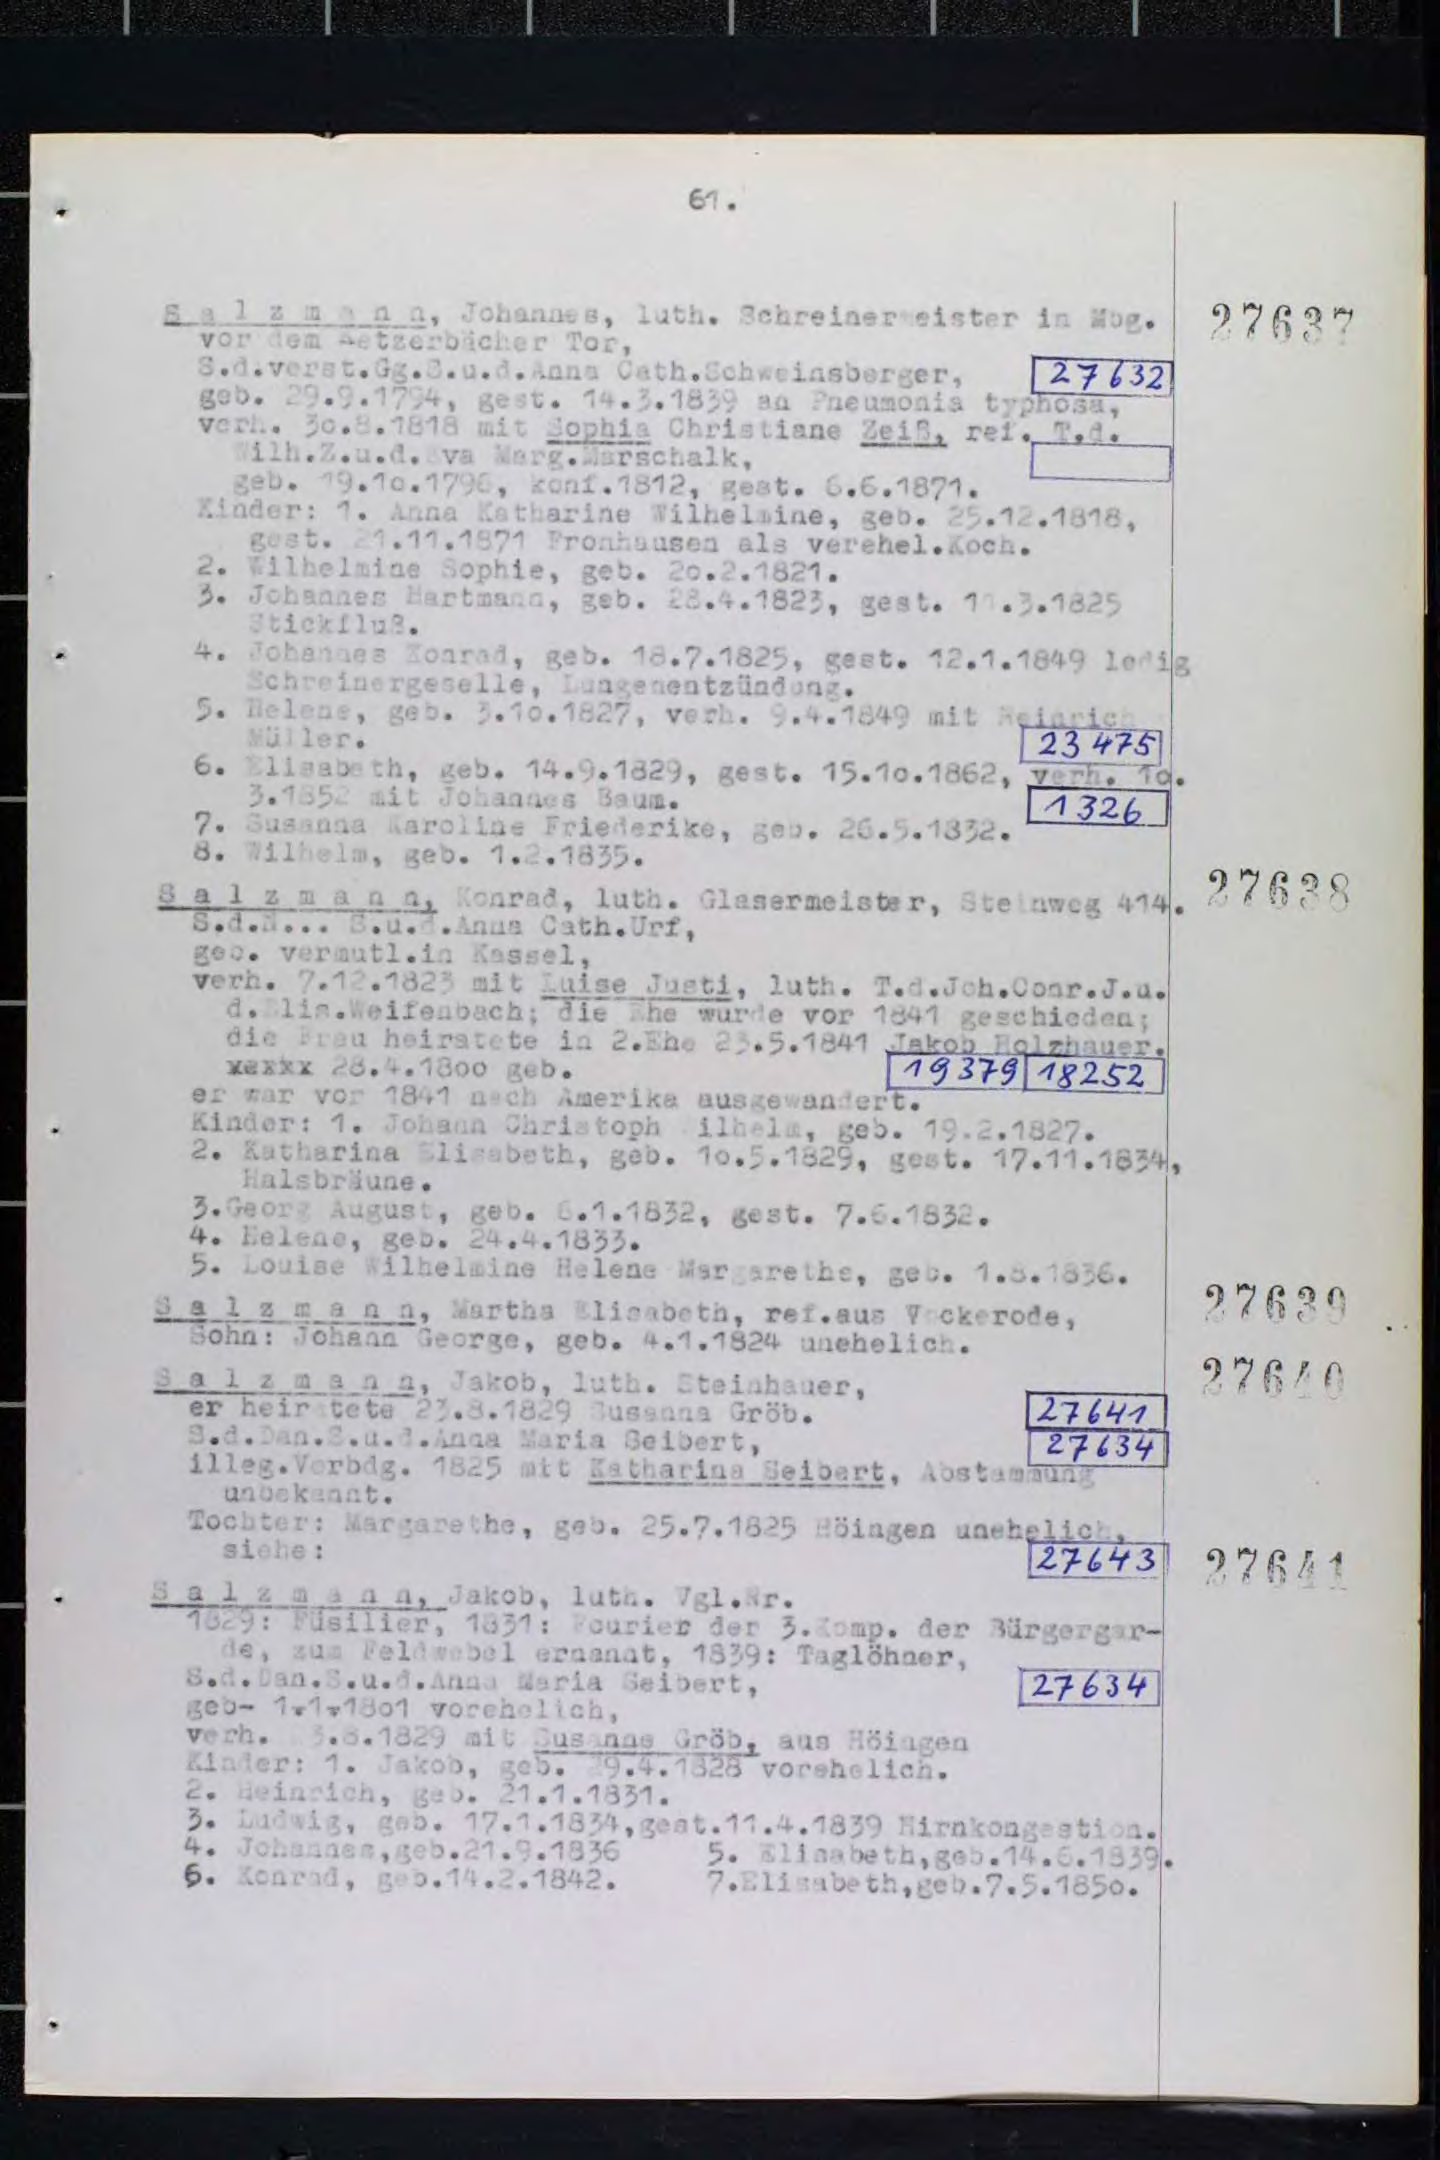 61.
S a l z m a n n, Johannes, luth. Schreinermeister in Mbg. 27637
vor dem Ketzerbächer Tor,
S.d.verst.Gg.S.u.d.Anna Cath.Schweinsberger, 27632
geb. 29.9.1794, gest. 14.3.1839 an Pneumonia typhosa,
verh. 30.8.1818 mit Sophia Christiane Zeiß, ref. T.d.
Wilh.Z.u.d.Eva Marg.Marschalk,
geb. 19.10.1796, konf.1812, gest. 6.6.1871.
Kinder: 1. Anna Katharine Wilhelmine, geb. 25.12.1818,
gest. 21.11.1871 Fronhausen als verehel.Koch.
2. Wilhelmine Sophie, geb. 20.2.1821.
3. Johannes Hartmann, geb. 28.4.1823, gest. 11.3.1825
Stickfluß.
4. Johannes Konrad, geb. 18.7.1825, gest. 12.1.1849 ledig
Schreinergeselle, Lungenentzündung.
5. Helene, geb. 3.10.1827, verh. 9.4.1849 mit Heinrich
Müller. 23475
6. Elisabeth, geb. 14.9.1829, gest. 15.10.1862, verh. 10.
3.1852 mit Johannes Baum. 1326
7. Susanna Karoline Friederike, geb. 26.5.1832.
8. Wilhelm, geb. 1.2.1835.
S a l z m a n n, Konrad, luth. Glasermeister, Steinweg 414. 27638
S.d.N... S.u.d.Anna Cath.Urf,
geb. vermutl.in Kassel,
verh. 7.12.1823 mit Luise Justi, luth. T.d.Joh.Conr.J.u.
d.Elis.Weifenbach; die Ehe wurde vor 1841 geschieden;
die Frau heiratete in 2.Ehe 23.5.1841 Jakob Holzhauer.
xexxx 28.4.1800 geb. 19379 18252
er war vor 1841 nach Amerika ausgewandert.
Kinder: 1. Johann Christoph Wilhelm, geb. 19.2.1827.
2. Katharina Elisabeth, geb. 10.5.1829, gest. 17.11.1834,
Halsbräune.
3.Georg August, geb. 6.1.1832, gest. 7.6.1832.
4. Helene, geb. 24.4.1833.
5. Louise Wilhelmine Helene Margarethe, geb. 1.8.1836.
S a l z m a n n, Martha Elisabeth, ref.aus Vockerode, 27639
Sohn: Johann George, geb. 4.1.1824 unehelich.
S a l z m a n n, Jakob, luth. Steinhauer, 27640
er heiratete 23.8.1829 Susanna Gröb. 27641
S.d.Dan.S.u.d.Anna Maria Seibert, 27634
illeg.Verbdg. 1825 mit Katharina Seibert, Abstammung
unbekannt.
Tochter: Margarethe, geb. 25.7.1825 Höingen unehelich,
siehe: 27643
S a l z m a n n, Jakob, luth. Vgl.Nr. 27641
1829: Füsilier, 1831: Fourier der 3.Komp. der Bürgergar-
de, zum Feldwebel ernannt, 1839: Taglöhner,
S.d.Dan.S.u.d.Anna Maria Seibert, 27634
geb- 1.1.1801 vorehelich,
verh. 23.8.1829 mit Susanne Gröb, aus Höingen
Kinder: 1. Jakob, geb. 29.4.1828 vorehelich.
2. Heinrich, geb. 21.1.1831.
3. Ludwig, geb. 17.1.1834,gest.11.4.1839 Hirnkongestion.
4. Johannes,geb.21.9.1836 5. Elisabeth,geb.14.6.1839.
6. Konrad, geb.14.2.1842. 7.Elisabeth,geb.7.5.1850.